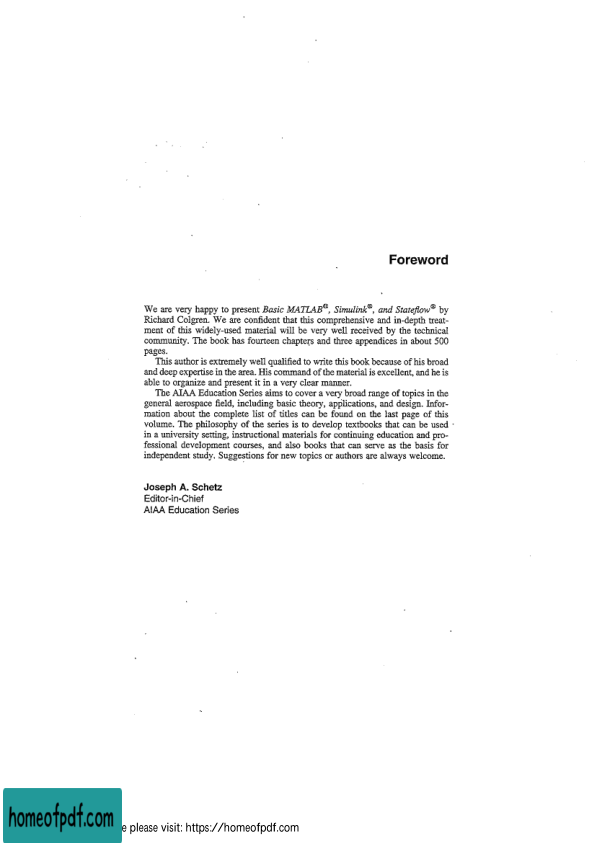 Foreword
We are very happy to present Basic MATLAB®, Simulink®, and Stateflow® by
Richard Colgren. We are confident that this comprehensive and in-depth treat-
ment of this widely-used material will be very well received by the technical
community. The book has fourteen chapters and three appendices in about 500
pages.
This author is extremely well qualified to write this book because of his broad
and deep expertise in the area. His command of the material is excellent, and he is
able to organize and present it in a very clear manner.
The AIAA Education Series aims to cover a very broad range of topics in the
general aerospace field, including basic theory, applications, and design. Infor-
mation about the complete list of titles can be found on the last page of this
volume. The philosophy of the series is to develop textbooks that can be used
in a university setting, instructional materials for continuing education and pro-
fessional development courses, and also books that can serve as the basis for
independent study. Suggestions for new topics or authors are always welcome.
Joseph A. Schetz
Editor-in-Chief
AIAA Education Series
homeofpdf.com
e please visit: https://homeofpdf.com